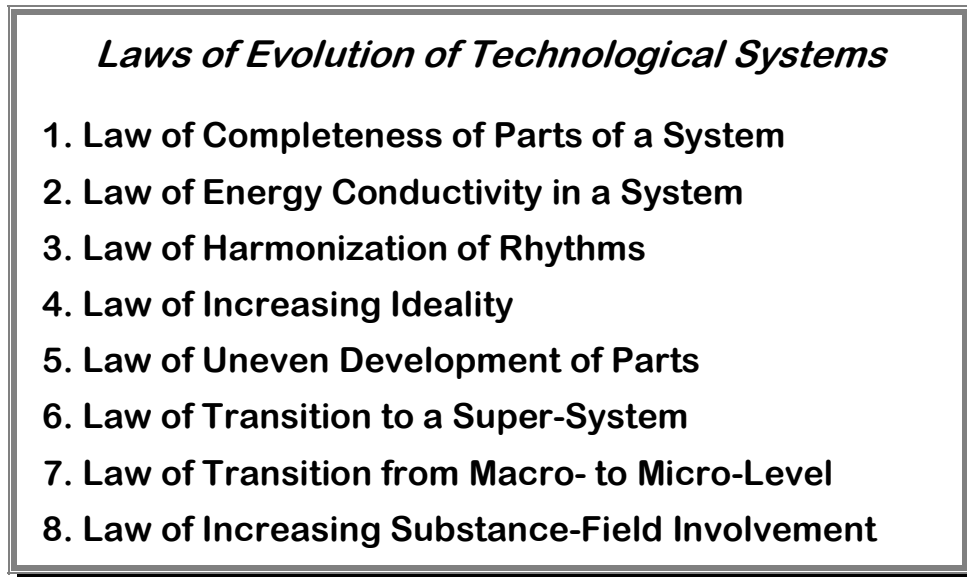 Laws of Evolution of Technological Systems
1. Law of Completeness of Parts of a System
2. Law of Energy Conductivity in a System
3. Law of Harmonization of Rhythms
4. Law of Increasing Ideality
5. Law of Uneven Development of Parts
6. Law of Transition to a Super-System
7. Law of Transition from Macro- to Micro-Level
8. Law of Increasing Substance-Field Involvement